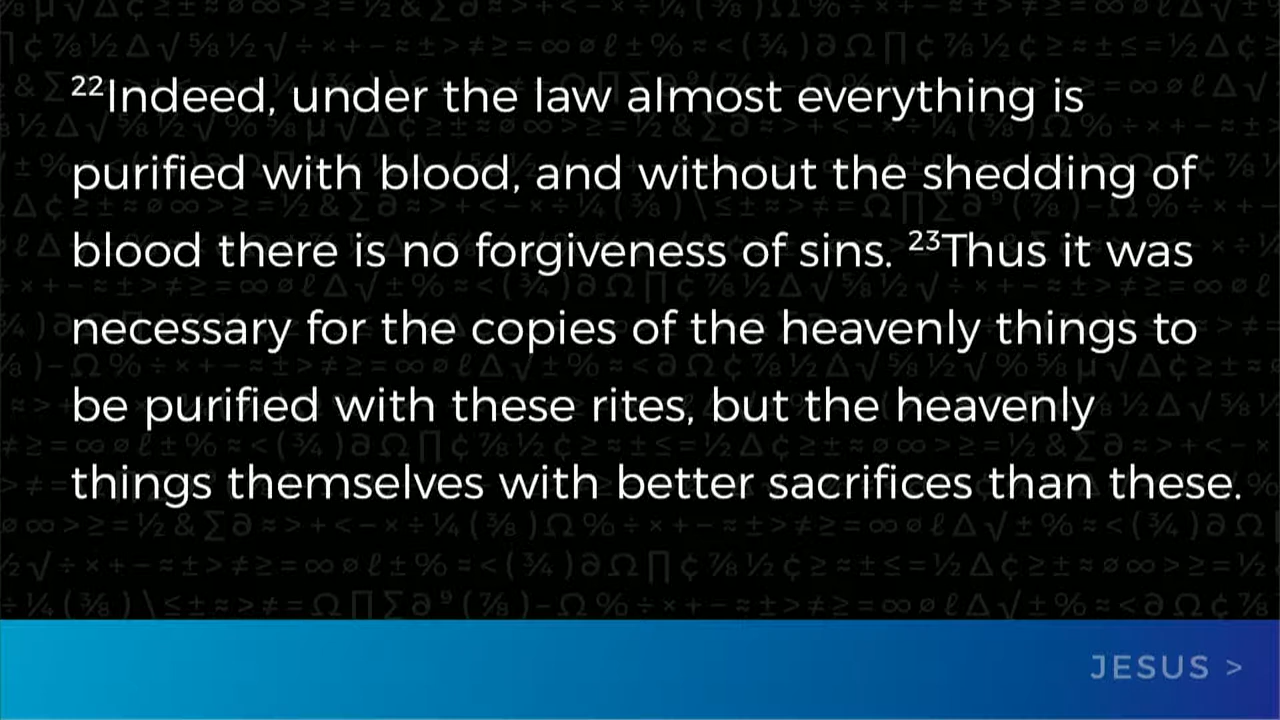 ²²Indeed, under the law almost everything is
purified with blood, and without the shedding of
blood there is no forgiveness of sins. ²³Thus it was
necessary for the copies of the heavenly things to
be purified with these rites, but the heavenly
things themselves with better sacrifices than these.
JESUS >